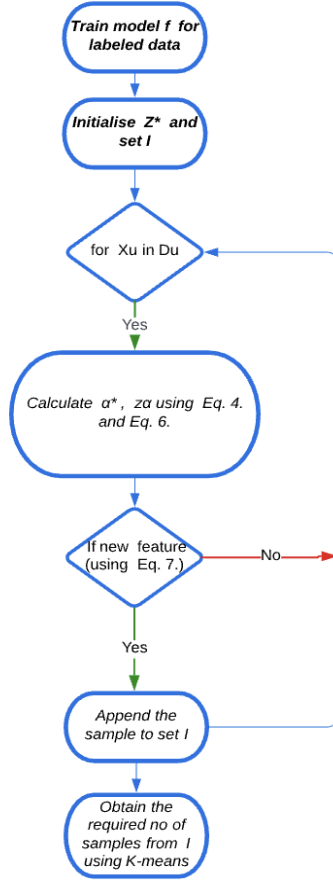 Train model f for
labeled data
Initialise Z* and
set I
for Xu in Du
Yes
Calculate α* , zα using Eq. 4.
and Eq. 6.
If new feature
(using Eq. 7.)
No
Yes
Append the
sample to set I
Obtain the
required no of
samples from I
using K-means